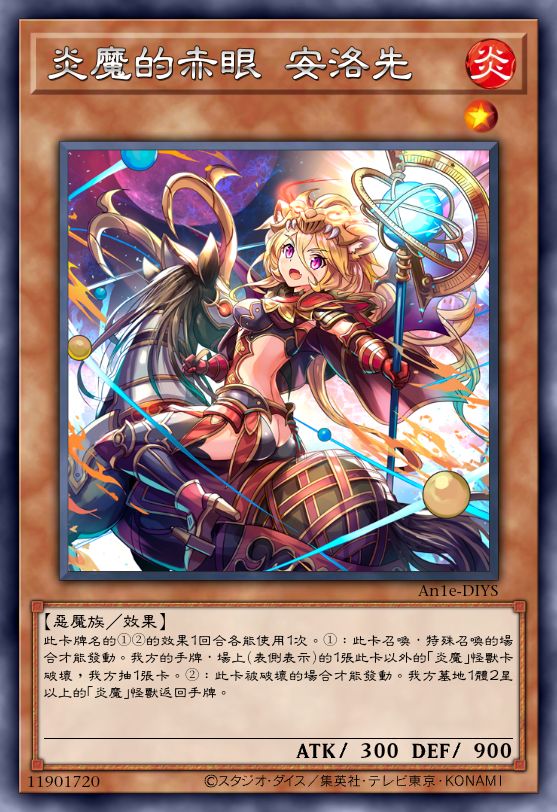 炎魔的赤眼 安洛先
炎
An1e-DIYS
【惡魔族／效果】
此卡牌名的①②的效果1回合各能使用1次。①：此卡召喚．特殊召喚的場
合才能發動。我方的手牌．場上(表側表示)的1張此卡以外的「炎魔」怪獸卡
破壞，我方抽1張卡。②：此卡被破壞的場合才能發動。我方墓地1體2星
以上的「炎魔」怪獸返回手牌。
ATK/ 300 DEF/ 900
11901720 ©スタジオ・ダイス／集英社・テレビ東京・KONAMI